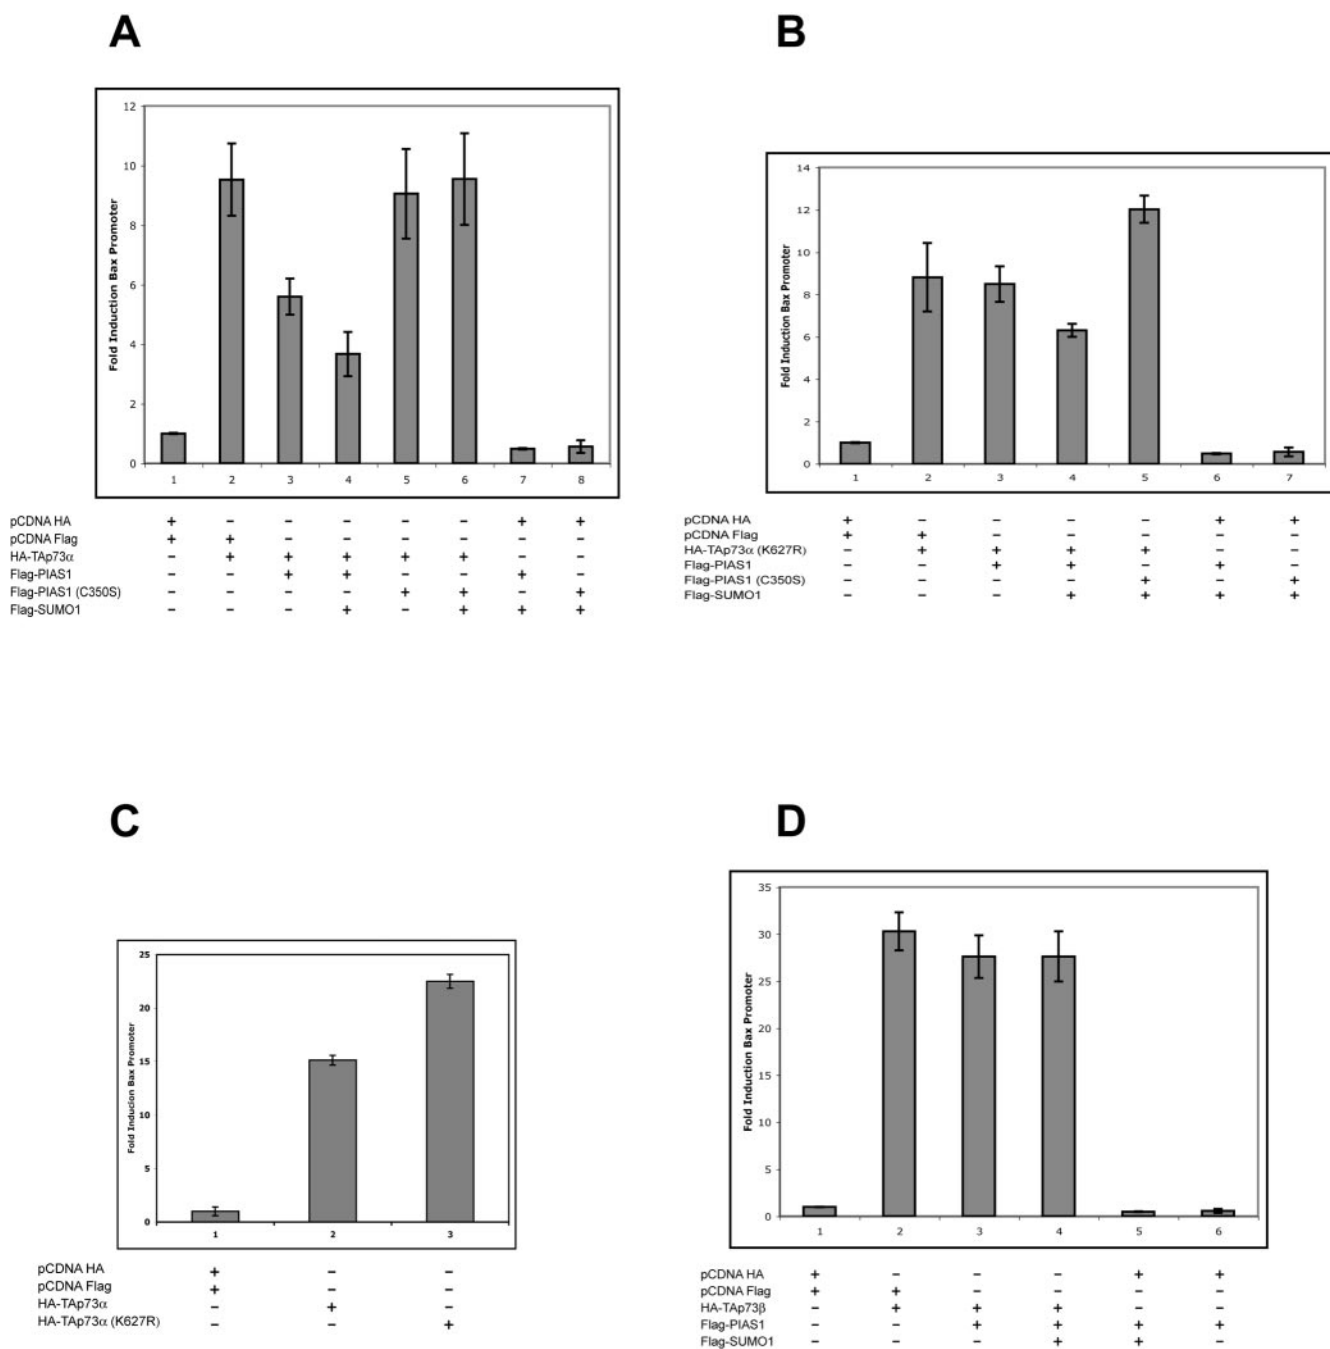 A
Fold Induction Bax Promoter
12
10
8
6
4
2
0
1 2 3 4 5 6 7 8
pCDNA HA + – – – – – + +
pCDNA Flag + + – – – – – –
HA-TAp73α – + + + + + – –
Flag-PIAS1 – – + + – – + –
Flag-PIAS1 (C350S) – – – – + + – +
Flag-SUMO1 – – – + – + + +
B
Fold Induction Bax Promoter
14
12
10
8
6
4
2
0
1 2 3 4 5 6 7
pCDNA HA + – – – – + +
pCDNA Flag + + – – – – –
HA-TAp73α (K627R) – + + + + – –
Flag-PIAS1 – – + + – + –
Flag-PIAS1 (C350S) – – – – + – +
Flag-SUMO1 – – – + + + +
C
Fold Inducion Bax Promoter
25
20
15
10
5
0
1 2 3
pCDNA HA + – –
pCDNA Flag + – –
HA-TAp73α – + –
HA-TAp73α (K627R) – – +
D
Fold Induction Bax Promoter
35
30
25
20
15
10
5
0
1 2 3 4 5 6
pCDNA HA + – – – + +
pCDNA Flag + + – – – –
HA-TAp73β – + + + – –
Flag-PIAS1 – – + + + +
Flag-SUMO1 – – – + + –